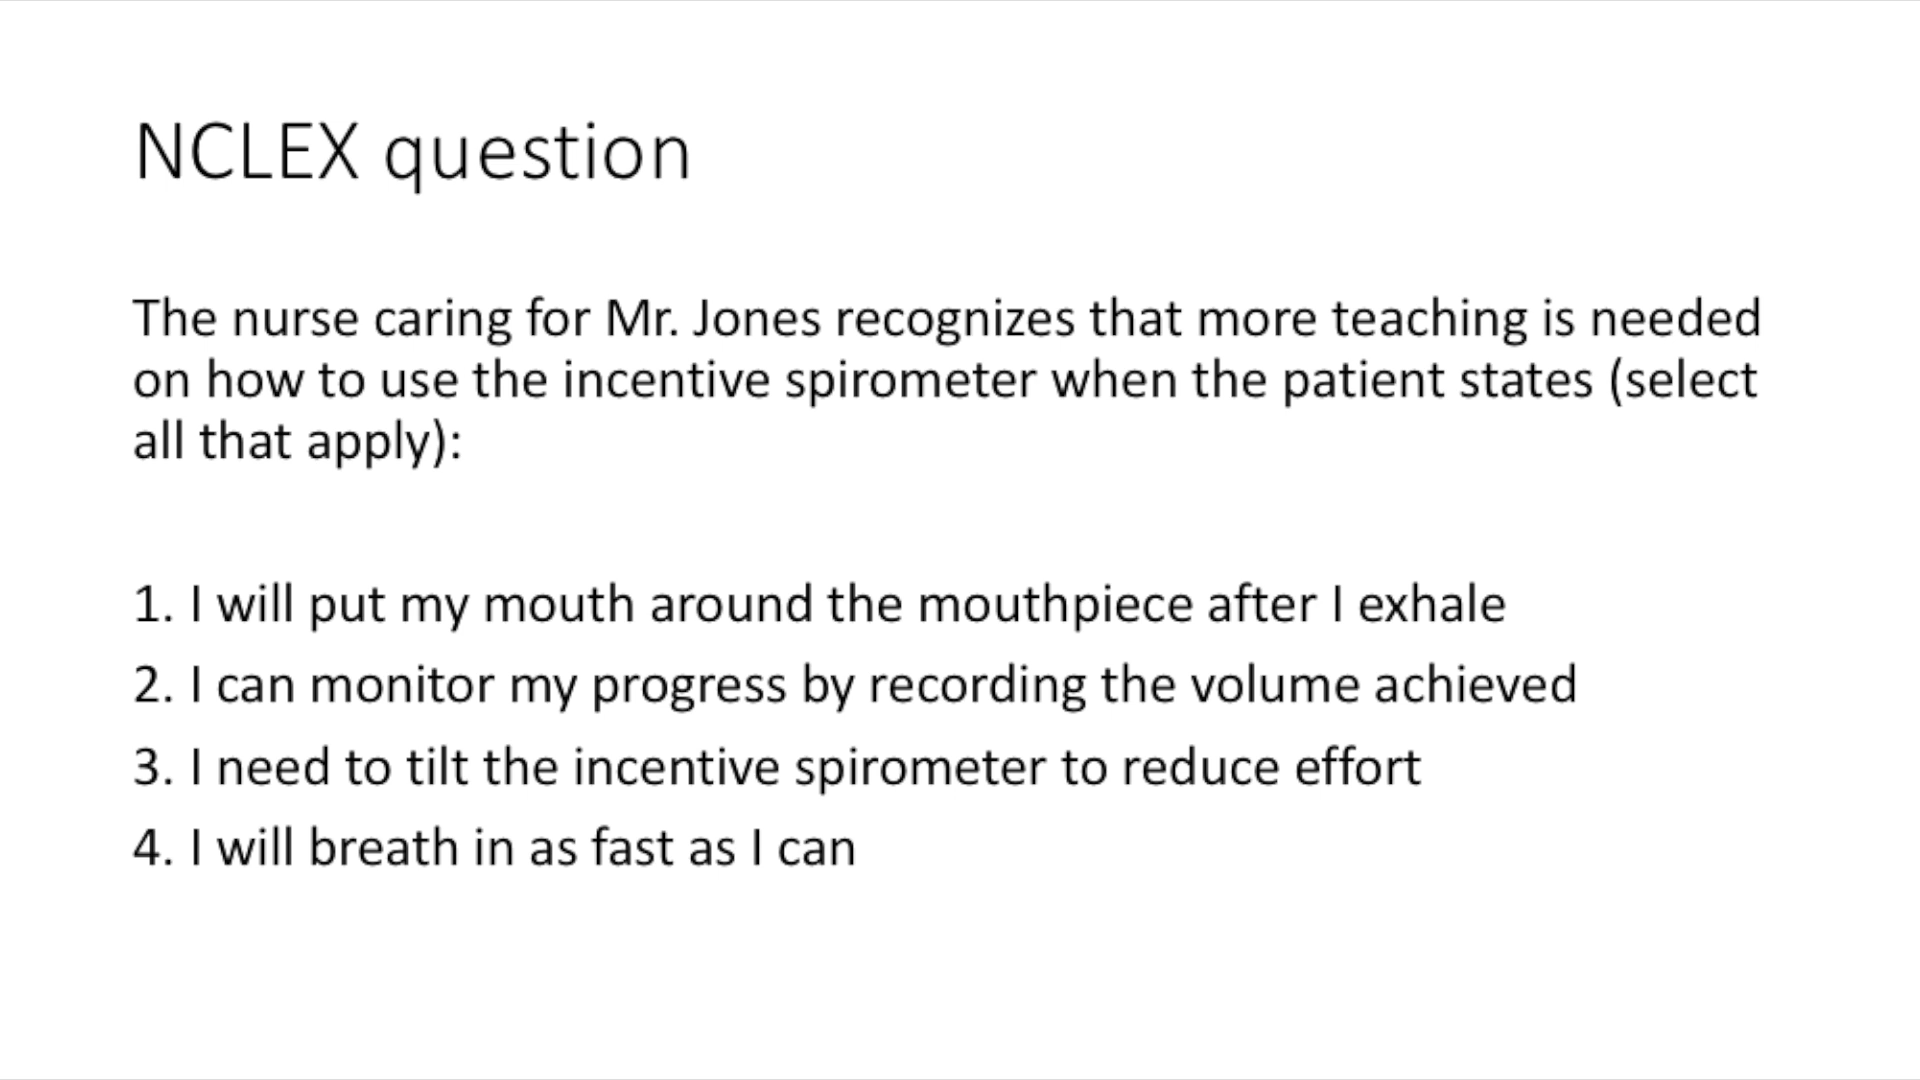 NCLEX question
The nurse caring for Mr. Jones recognizes that more teaching is needed
on how to use the incentive spirometer when the patient states (select
all that apply):
1. I will put my mouth around the mouthpiece after I exhale
2. I can monitor my progress by recording the volume achieved
3. I need to tilt the incentive spirometer to reduce effort
4. I will breath in as fast as I can